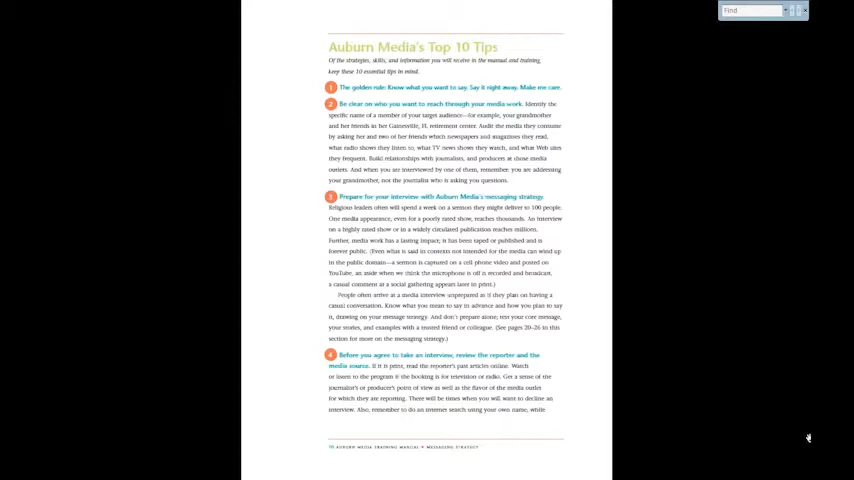 Find
Auburn Media's Top 10 Tips
Of the strategies, skills, and information you will receive in the manual and training,
keep these 10 essential tips in mind.
1 The golden rule: Know what you want to say. Say it right away. Make me care.
2 Be clear on who you want to reach through your media work. Identify the
specific name of a member of your target audience—for example, your grandmother
and her friends in her Gainesville, FL retirement center. Audit the media they consume
by asking her and two of her friends which newspapers and magazines they read,
what radio shows they listen to, what TV news shows they watch, and what Web sites
they frequent. Build relationships with journalists, and producers at those media
outlets. And when you are interviewed by one of them, remember: you are addressing
your grandmother, not the journalist who is asking you questions.
3 Prepare for your interview with Auburn Media's messaging strategy.
Religious leaders often will spend a week on a sermon they might deliver to 100 people.
One media appearance, even for a poorly rated show, reaches thousands. An interview
on a highly rated show or in a widely circulated publication reaches millions.
Further, media work has a lasting impact; it has been taped or published and is
forever public. (Even what is said in contexts not intended for the media can wind up
in the public domain—a sermon is captured on a cell phone video and posted on
YouTube, an aside when we think the microphone is off is recorded and broadcast,
a casual comment at a social gathering appears later in print.)
People often arrive at a media interview unprepared as if they plan on having a
casual conversation. Know what you mean to say in advance and how you plan to say
it, drawing on your message strategy. And don't prepare alone; test your core message,
your stories, and examples with a trusted friend or colleague. (See pages 20–26 in this
section for more on the messaging strategy.)
4 Before you agree to take an interview, review the reporter and the
media source. If it is print, read the reporter's past articles online. Watch
or listen to the program if the booking is for television or radio. Get a sense of the
journalist's or producer's point of view as well as the flavor of the media outlet
for which they are reporting. There will be times when you will want to decline an
interview. Also, remember to do an internet search using your own name, while
AUBURN MEDIA TRAINING MANUAL • MESSAGING STRATEGY